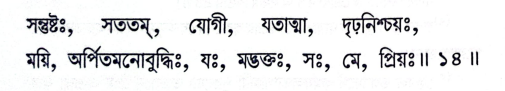 সন্তুষ্টঃ, সততম্, যোগী, যতাত্মা, দৃঢ়নিশ্চয়ঃ,
ময়ি, অর্পিতমনোবুদ্ধিঃ, যঃ, মদ্ভক্তঃ, সঃ, মে, প্রিয়ঃ॥ ১৪ ॥